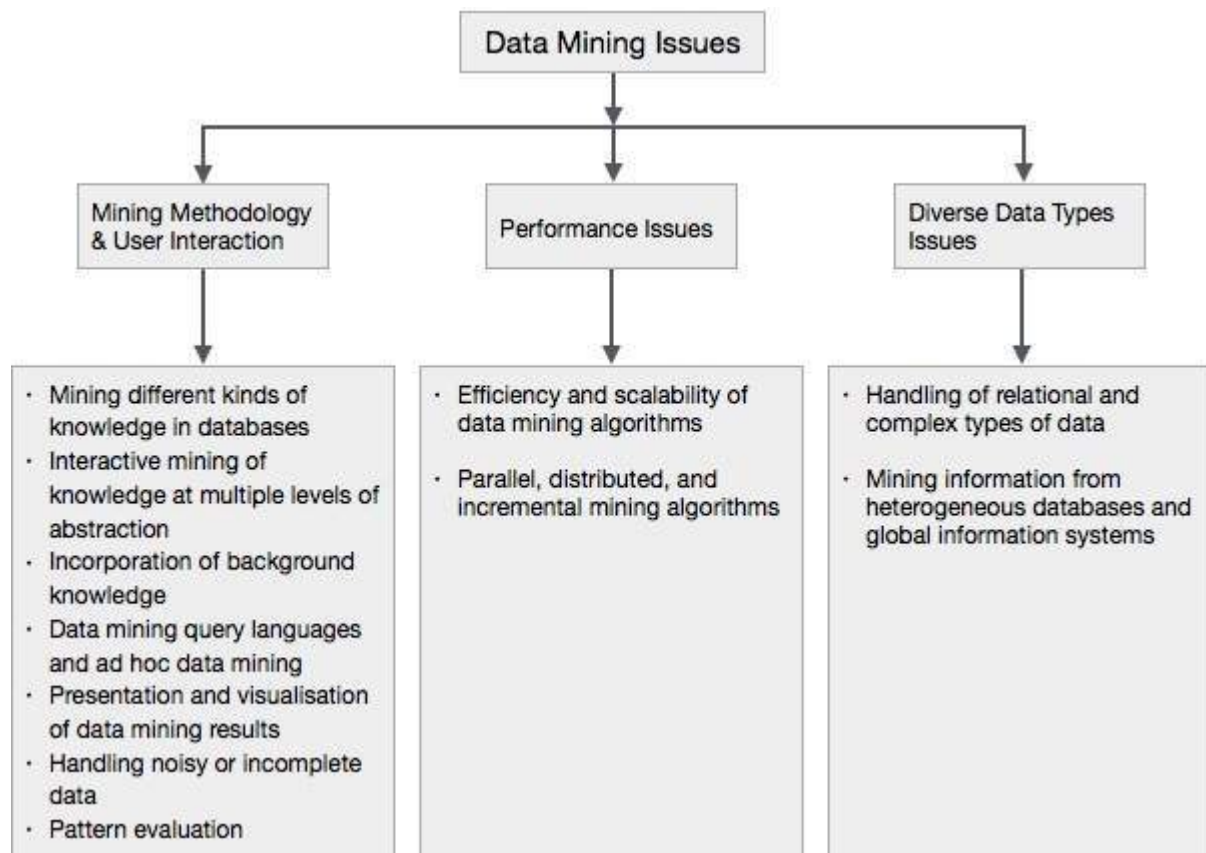 Data Mining Issues
Mining Methodology
& User Interaction
Performance Issues
Diverse Data Types
Issues
· Mining different kinds of
knowledge in databases
· Interactive mining of
knowledge at multiple levels of
abstraction
· Incorporation of background
knowledge
· Data mining query languages
and ad hoc data mining
· Presentation and visualisation
of data mining results
· Handling noisy or incomplete
data
· Pattern evaluation
· Efficiency and scalability of
data mining algorithms
· Parallel, distributed, and
incremental mining algorithms
· Handling of relational and
complex types of data
· Mining information from
heterogeneous databases and
global information systems